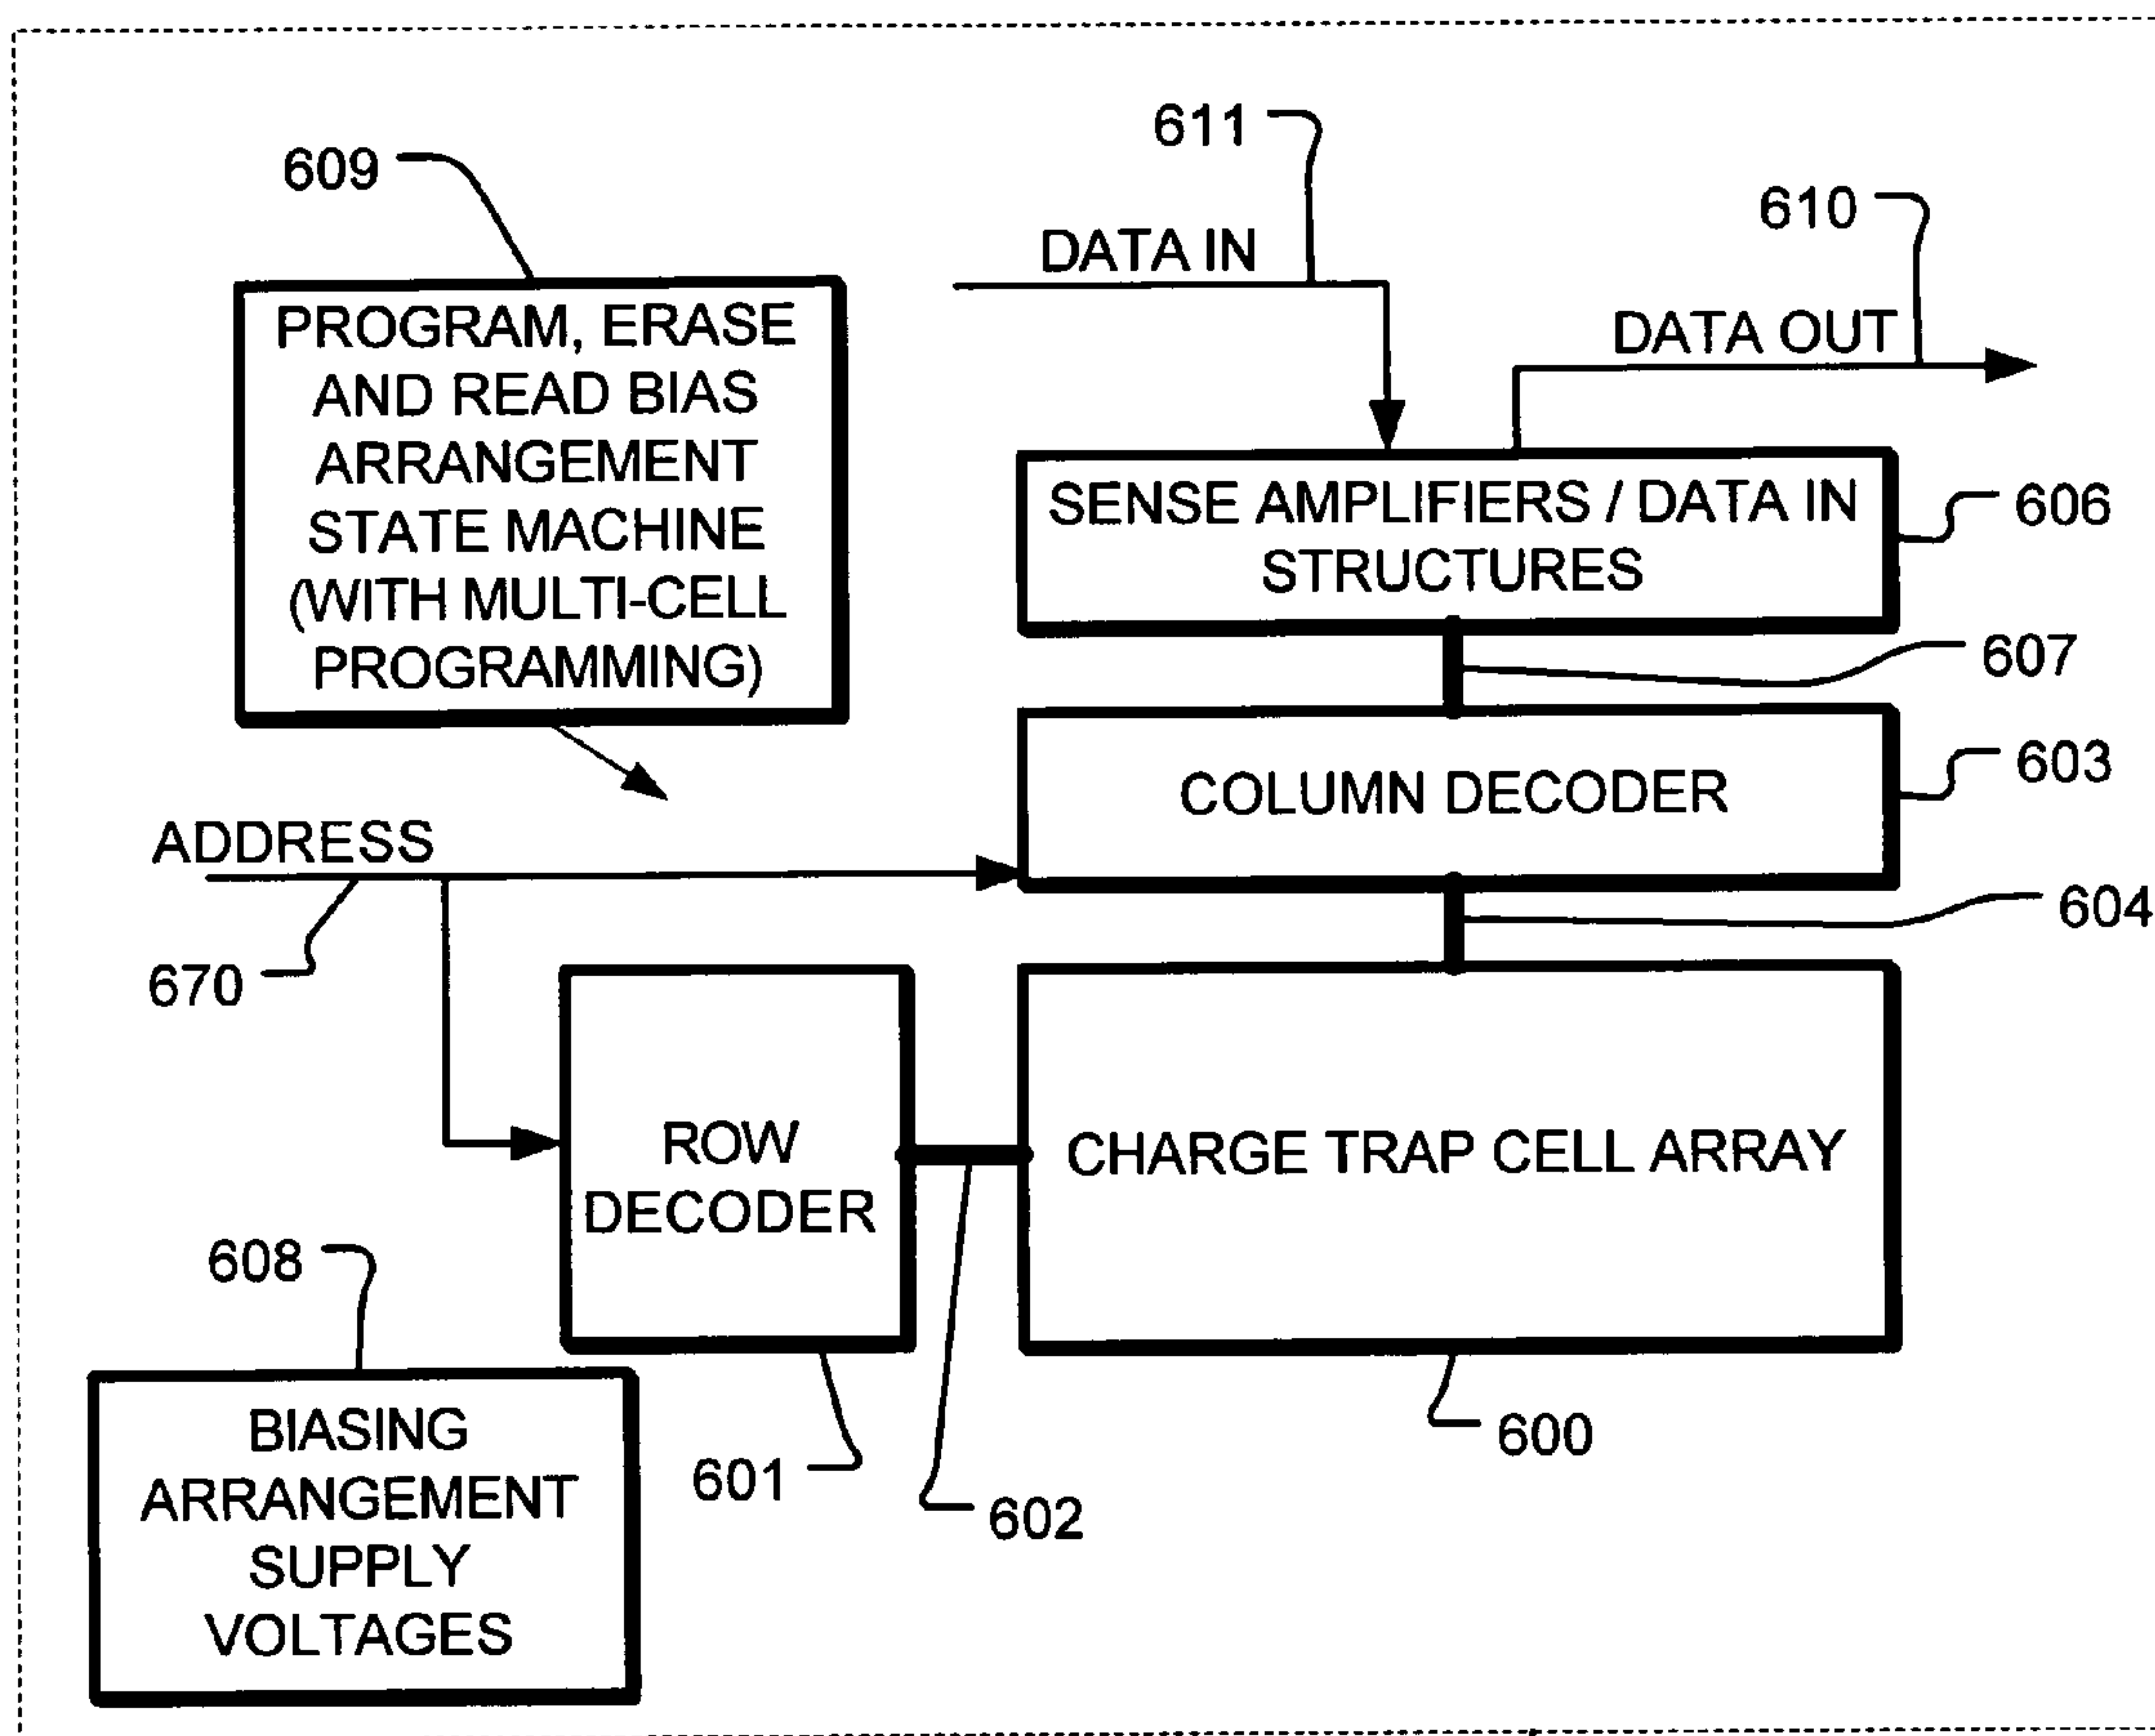 611
609
610
DATA IN
PROGRAM, ERASE
AND READ BIAS
ARRANGEMENT
STATE MACHINE
(WITH MULTI-CELL
PROGRAMMING)
DATA OUT
SENSE AMPLIFIERS / DATA IN
STRUCTURES
606
607
COLUMN DECODER
603
ADDRESS
604
670
ROW
DECODER
CHARGE TRAP CELL ARRAY
608
600
601
602
BIASING
ARRANGEMENT
SUPPLY
VOLTAGES